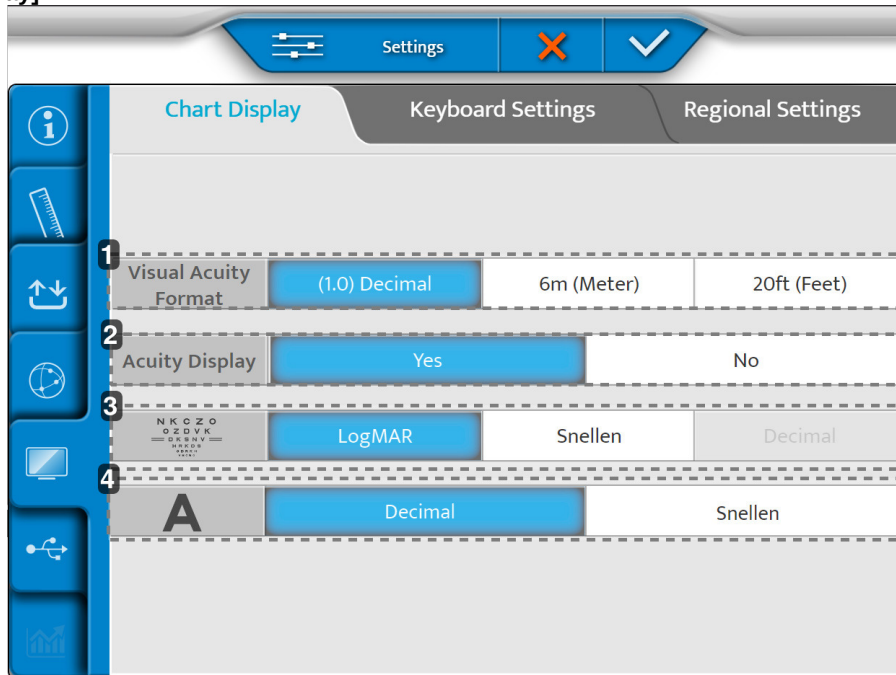 ay]
Settings
Chart Display
Keyboard Settings
Regional Settings
1
Visual Acuity
Format
(1.0) Decimal
6m (Meter)
20ft (Feet)
2
Acuity Display
Yes
No
3
N K C Z O
O Z D V K
D K S N V
H R K D S
LogMAR
Snellen
Decimal
4
A
Decimal
Snellen